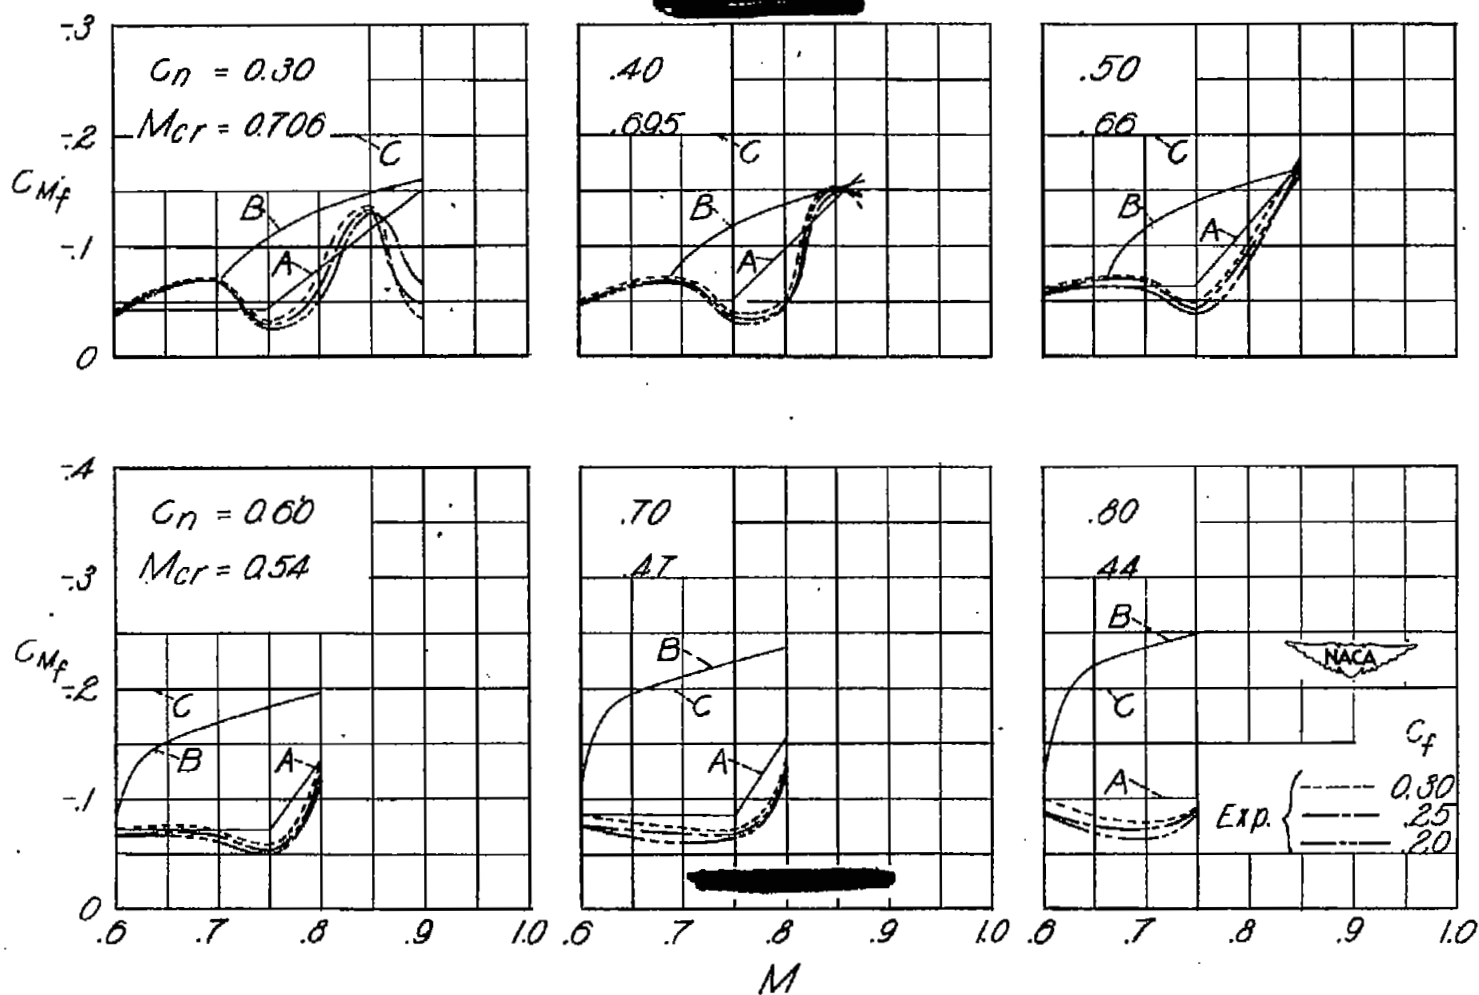 -.3
Cn = 0.30
.40
.50
Mcr = 0.706
.695
.66
-.2
C
C
C
CMf
B
B
B
-.1
A
A
A
0
-.4
Cn = 0.60
.70
.80
Mcr = 0.54
.47
.44
-.3
B
B
NACA
CMf
-.2
C
C
C
Cf
B
A
A
A
-.1
0.30
Exp.
.25
.20
0
.6 .7 .8 .9 1.0
.6 .7 .8 .9 1.0
.6 .7 .8 .9 1.0
M